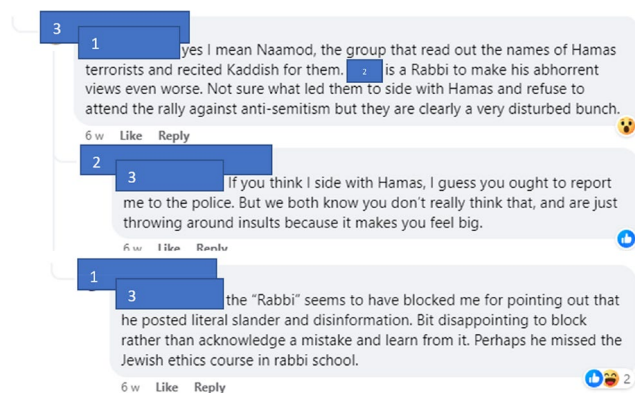 3
1
yes I mean Naamod, the group that read out the names of Hamas
terrorists and recited Kaddish for them. 2 is a Rabbi to make his abhorrent
views even worse. Not sure what led them to side with Hamas and refuse to
attend the rally against anti-semitism but they are clearly a very disturbed bunch.
6 w Like Reply
2
3
If you think I side with Hamas, I guess you ought to report
me to the police. But we both know you don't really think that, and are just
throwing around insults because it makes you feel big.
6 w Like Reply
1
3
the “Rabbi” seems to have blocked me for pointing out that
he posted literal slander and disinformation. Bit disappointing to block
rather than acknowledge a mistake and learn from it. Perhaps he missed the
Jewish ethics course in rabbi school.
2
6 w Like Reply